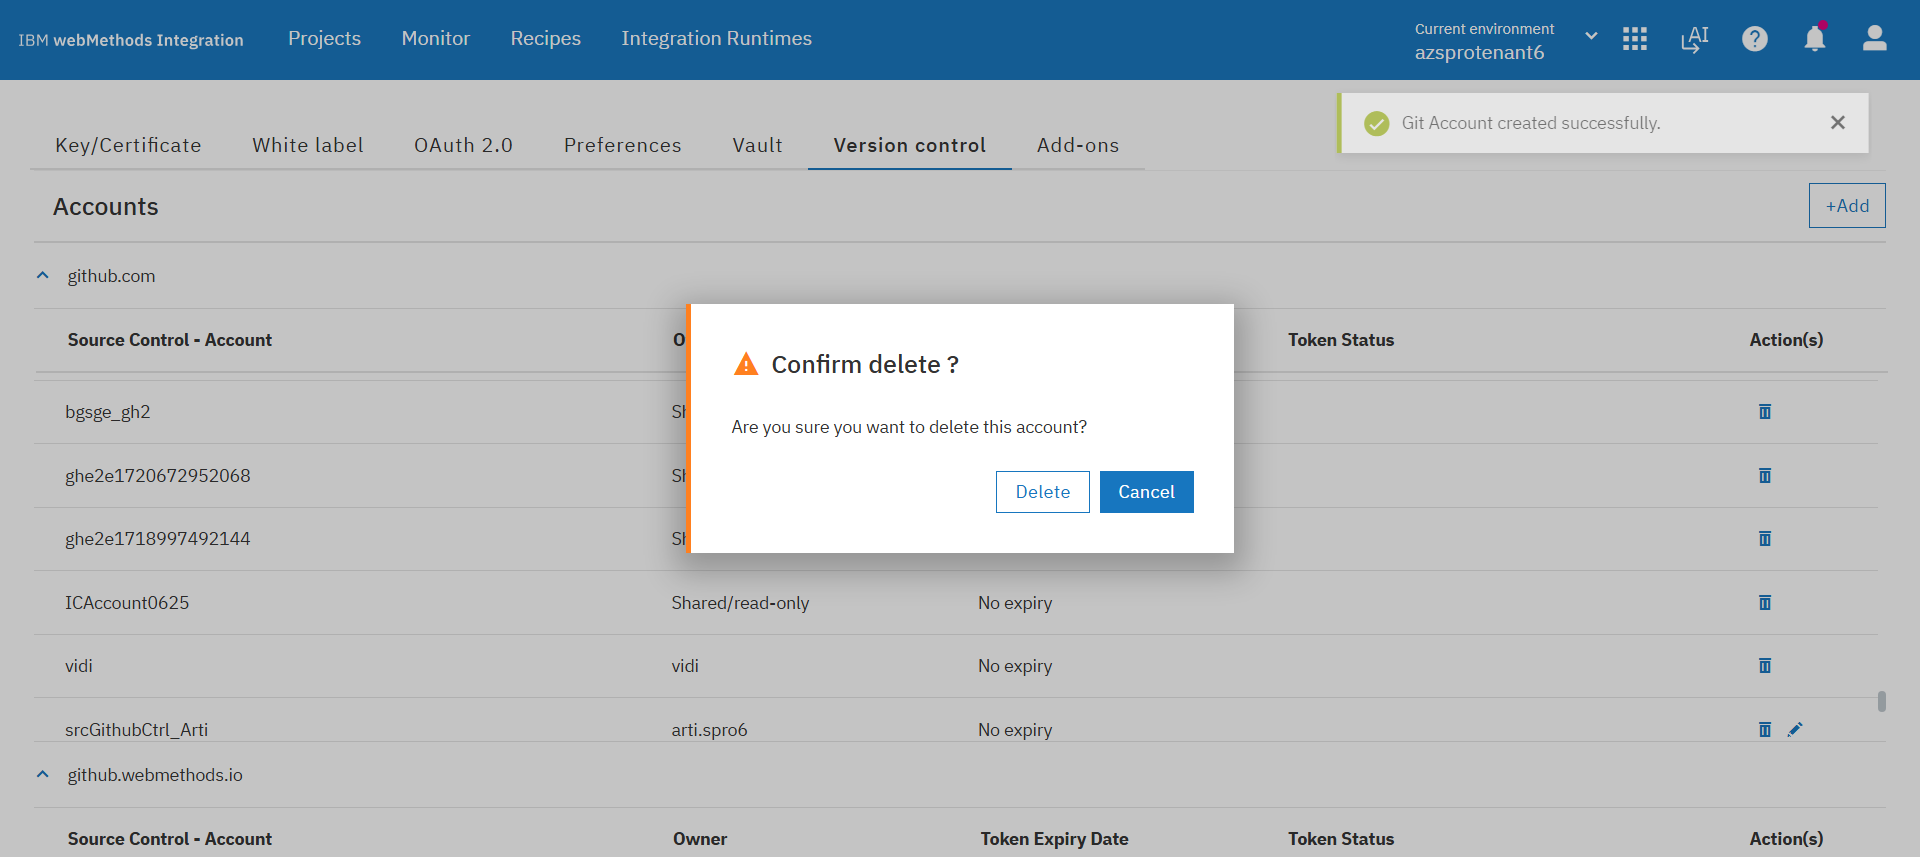 IBM webMethods Integration
Projects
Monitor
Recipes
Integration Runtimes
Current environment
azsprotenant6
AI
Git Account created successfully.
Key/Certificate
White label
OAuth 2.0
Preferences
Vault
Version control
Add-ons
Accounts
+Add
github.com
Source Control - Account
Token Status
Action(s)
bgsge_gh2
ghe2e1720672952068
ghe2e1718997492144
Confirm delete ?
Are you sure you want to delete this account?
Delete
Cancel
ICAccount0625
Shared/read-only
No expiry
vidi
vidi
No expiry
srcGithubCtrl_Arti
arti.spro6
No expiry
github.webmethods.io
Source Control - Account
Owner
Token Expiry Date
Token Status
Action(s)